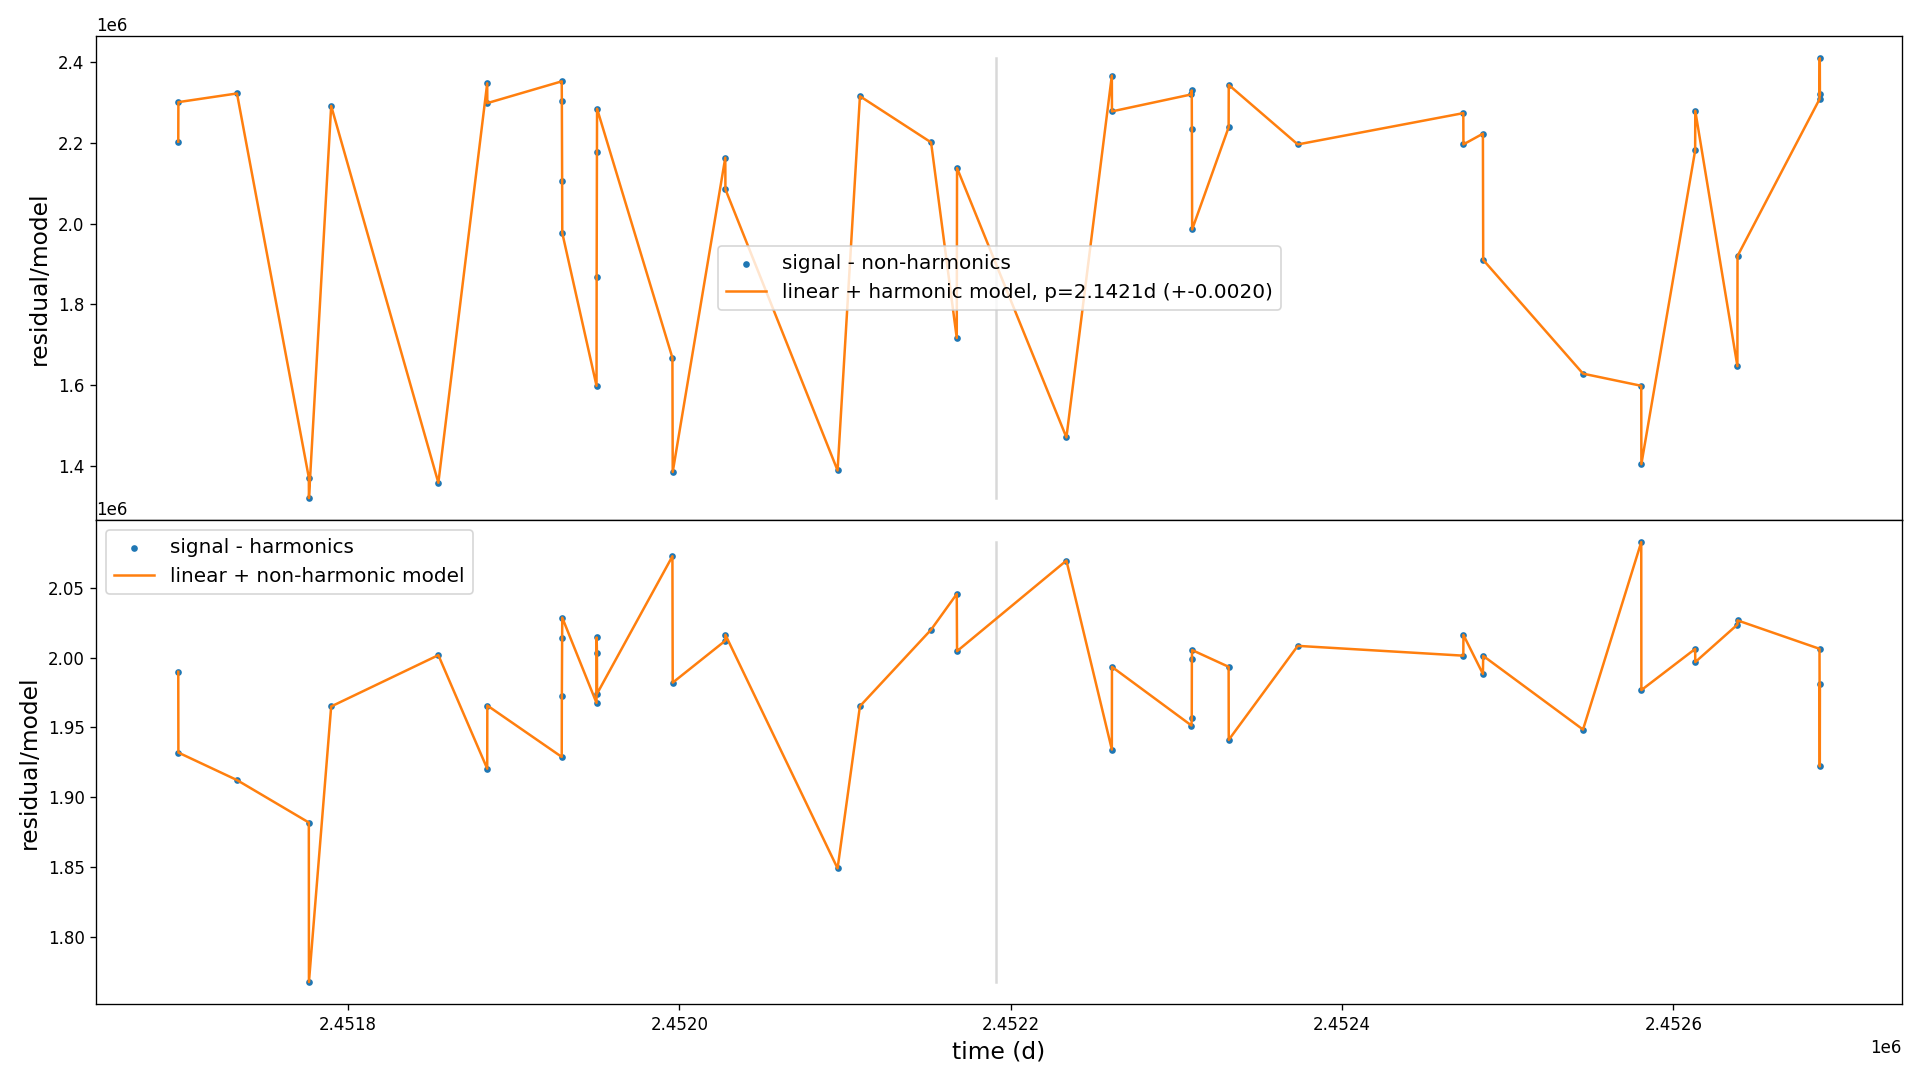 1e6
2.4
2.2
2.0
1.8
1.6
1.4
residual/model
signal - non-harmonics
linear + harmonic model, p=2.1421d (+-0.0020)
1e6
2.05
2.00
1.95
1.90
1.85
1.80
residual/model
signal - harmonics
linear + non-harmonic model
2.4518
2.4520
2.4522
2.4524
2.4526
time (d)
1e6